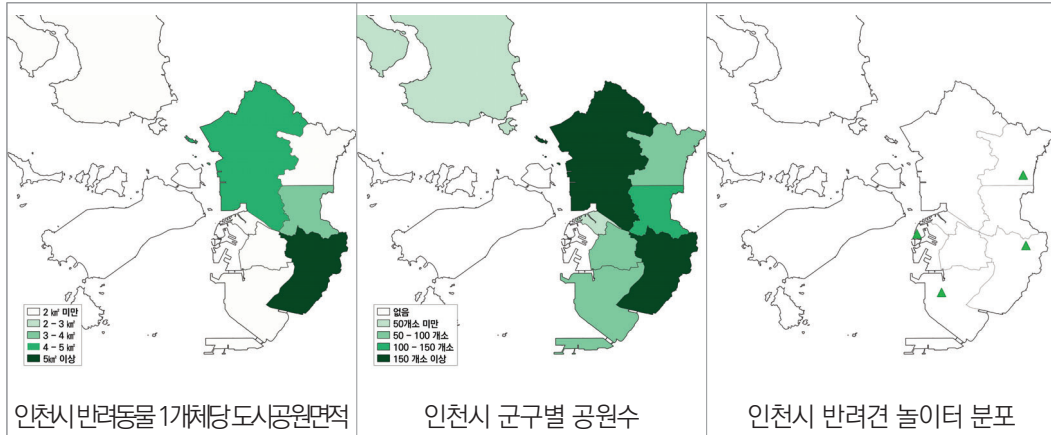 2 ㎢ 미만
2 - 3 ㎢
3 - 4 ㎢
4 - 5 ㎢
5㎢ 이상
인천시 반려동물 1개체당 도시공원면적
없음
50개소 미만
50 - 100 개소
100 - 150 개소
150 개소 이상
인천시 군구별 공원수
인천시 반려견 놀이터 분포